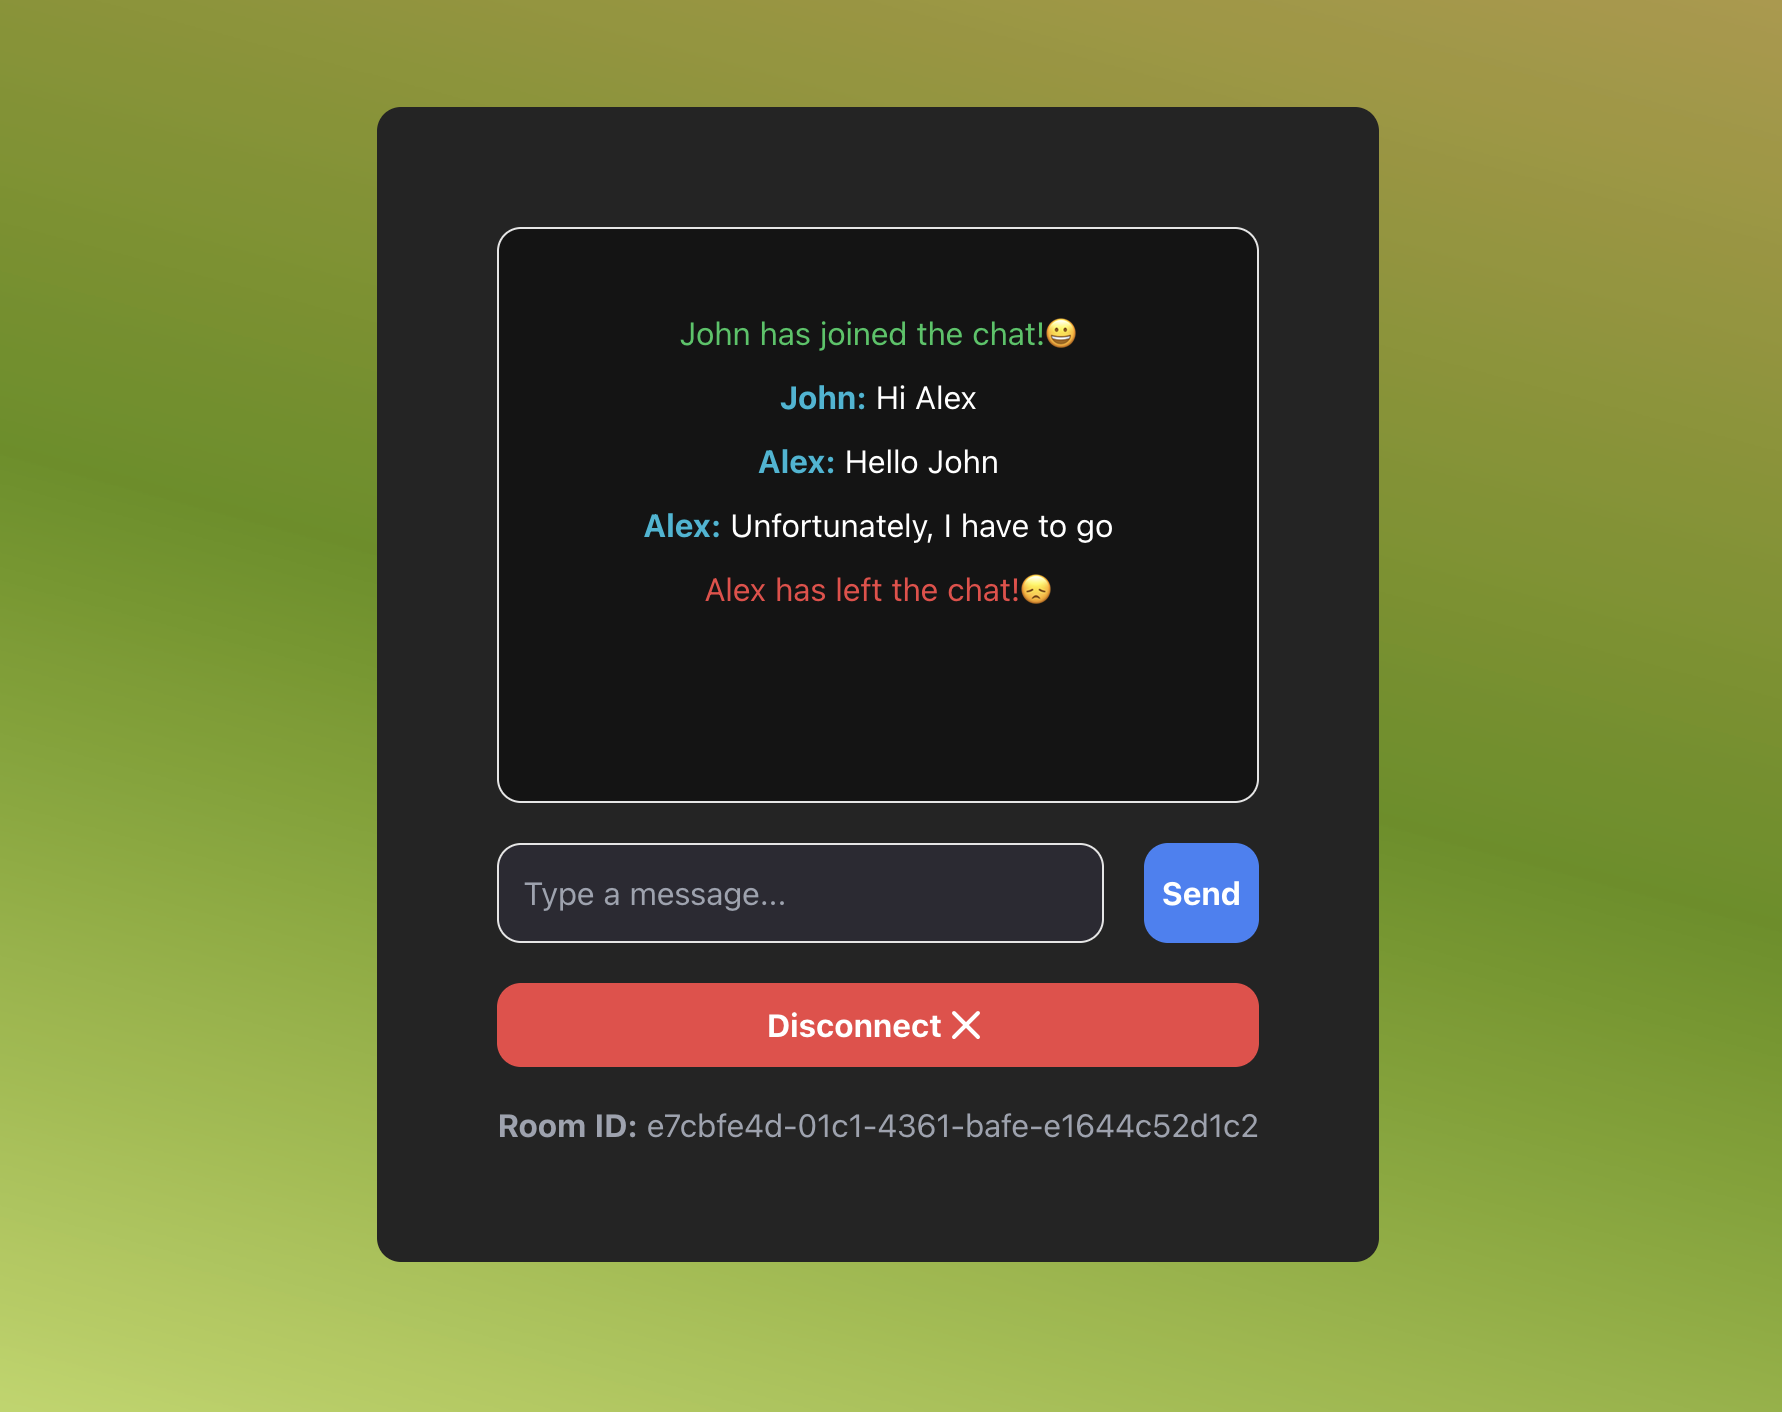 John has joined the chat!😀
John: Hi Alex
Alex: Hello John
Alex: Unfortunately, I have to go
Alex has left the chat!😞
Type a message...
Send
Disconnect
Room ID: e7cbfe4d-01c1-4361-bafe-e1644c52d1c2